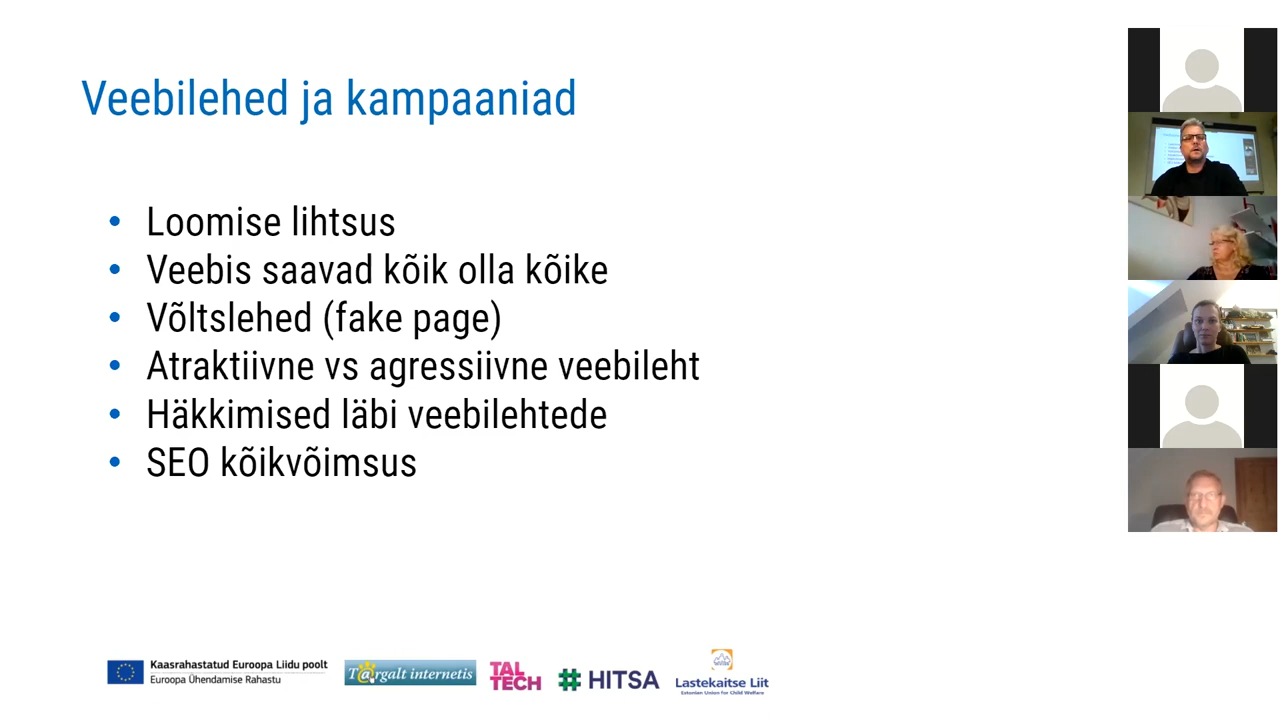 Veebilehed ja kampaaniad
Loomise lihtsus
Veebis saavad kõik olla kõike
Võltslehed (fake page)
Atraktiivne vs agressiivne veebileht
Häkkimised läbi veebilehtede
SEO kõikvõimsus
Kaasrahastatud Euroopa Liidu poolt
Euroopa Ühendamise Rahastu
T@rgalt internetis
TAL
TECH
HITSA
Lastekaitse Liit
Estonian Union for Child Welfare